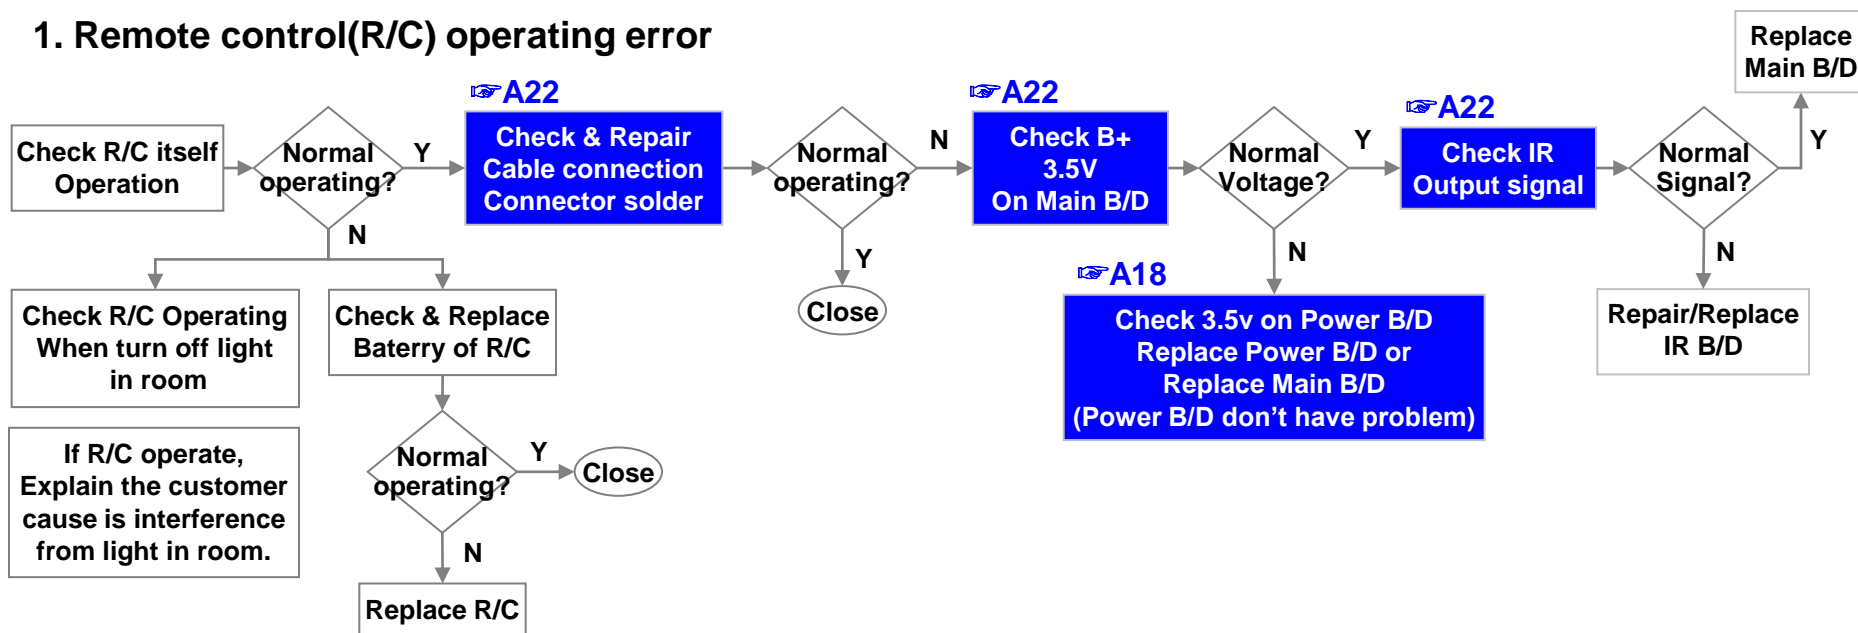 1. Remote control(R/C) operating error
Replace
Main B/D
☞A22
☞A22
☞A22
Check R/C itself
Operation
Normal
operating?
Y
Check & Repair
Cable connection
Connector solder
Normal
operating?
N
Check B+
3.5V
On Main B/D
Normal
Voltage?
Y
Check IR
Output signal
Normal
Signal?
Y
N
Y
N
N
Close
☞A18
Check R/C Operating
When turn off light
in room
Check & Replace
Baterry of R/C
Check 3.5v on Power B/D
Replace Power B/D or
Replace Main B/D
(Power B/D don’t have problem)
Repair/Replace
IR B/D
If R/C operate,
Explain the customer
cause is interference
from light in room.
Normal
operating?
Y
Close
N
Replace R/C